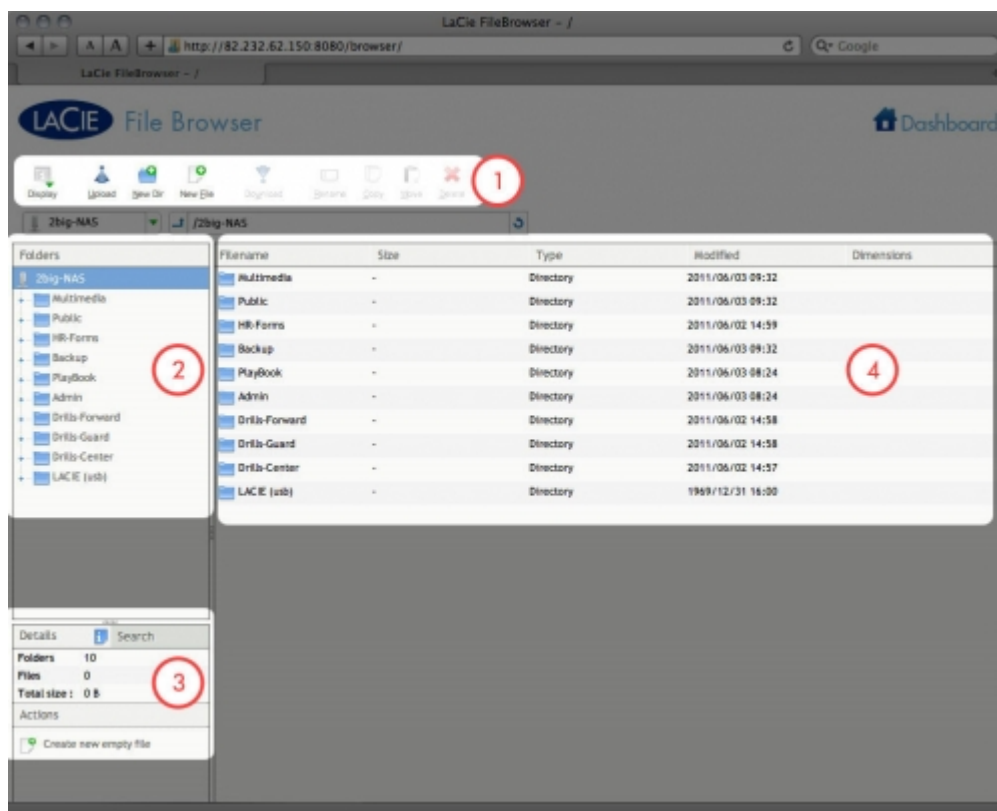 LaCie FileBrowser – /
A A + http://82.232.62.150:8080/browser/ Google
LaCie FileBrowser – /
LACIE File Browser Dashboard
Display Upload New Dir New File Download Rename Copy Move Delete 1
2big-NAS /2big-NAS
Folders
2big-NAS
Multimedia
Public
HR-Forms
Backup
PlayBook
Admin
Drills-Forward
Drills-Guard
Drills-Center
LACIE (usb)
2
Filename Size Type Modified Dimensions
Multimedia - Directory 2011/06/03 09:32
Public - Directory 2011/06/03 09:32
HR-Forms - Directory 2011/06/02 14:59
Backup - Directory 2011/06/03 09:32
PlayBook - Directory 2011/06/03 08:24
Admin - Directory 2011/06/03 08:24
Drills-Forward - Directory 2011/06/02 14:58
Drills-Guard - Directory 2011/06/02 14:58
Drills-Center - Directory 2011/06/02 14:57
LACIE (usb) - Directory 1969/12/31 16:00
4
Details Search
Folders 10
Files 0
Total size : 0 B
3
Actions
Create new empty file